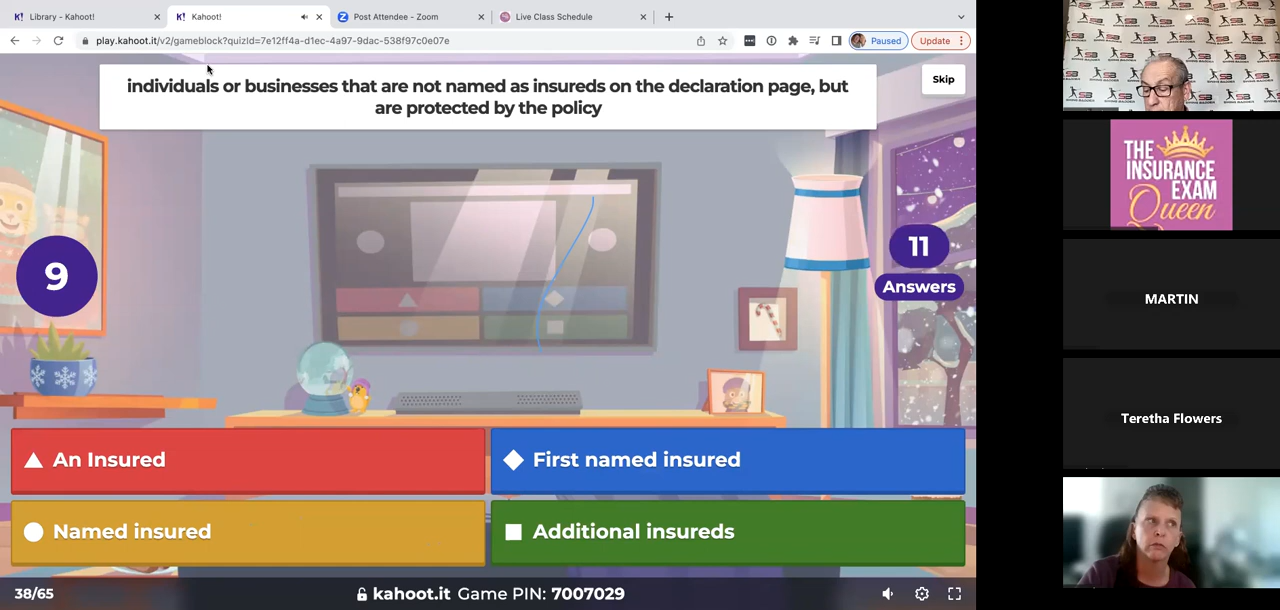 Library - Kahoot!
Kahoot!
Post Attendee - Zoom
Live Class Schedule
play.kahoot.it/v2/gameblock?quizId=7e12ff4a-d1ec-4a97-9dac-538f97c0e07e
Paused
Update
individuals or businesses that are not named as insureds on the declaration page, but
are protected by the policy
Skip
9
11
Answers
An Insured
First named insured
Named insured
Additional insureds
38/65
kahoot.it Game PIN: 7007029
THE
INSURANCE
EXAM
Queen
MARTIN
Teretha Flowers